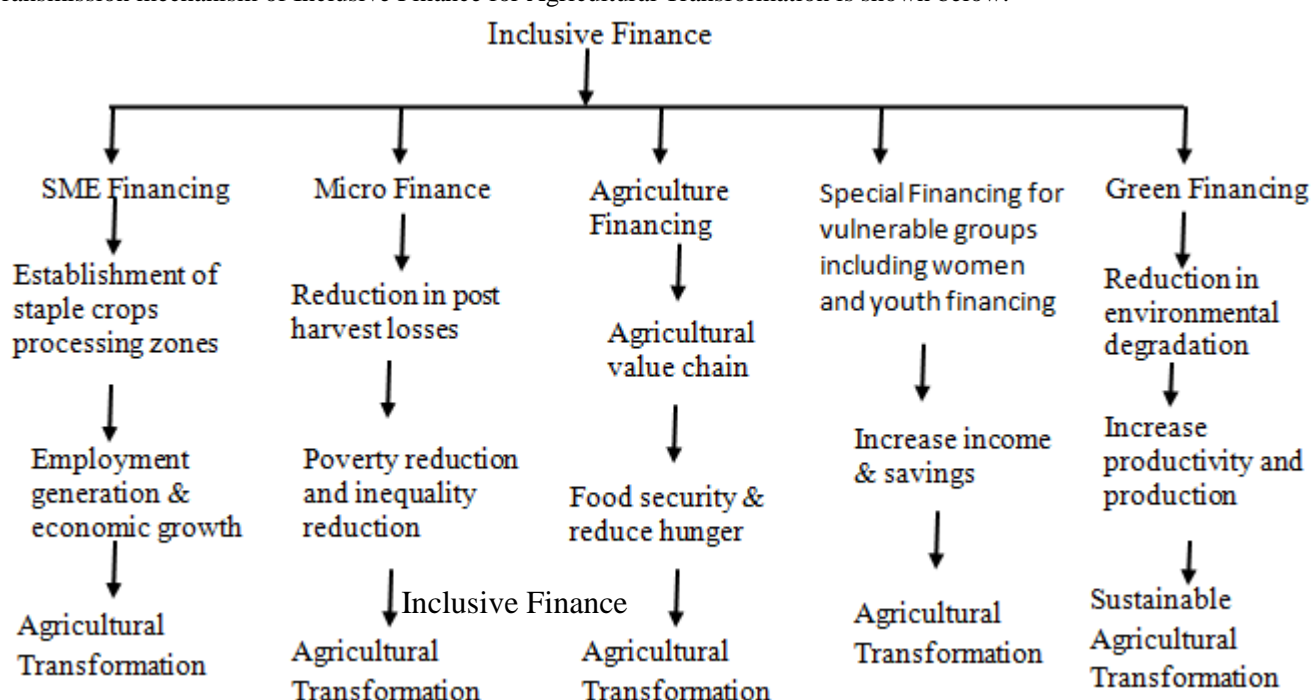 Transmission mechanism of Inclusive Finance for Agricultural Transformation is shown below:
Inclusive Finance
SME Financing
Establishment of
staple crops
processing zones
Employment
generation &
economic growth
Agricultural
Transformation
Micro Finance
Reduction in post
harvest losses
Poverty reduction
and inequality
reduction
Inclusive Finance
Agricultural
Transformation
Agriculture
Financing
Agricultural
value chain
Food security &
reduce hunger
Agricultural
Transformation
Special Financing for
vulnerable groups
including women
and youth financing
Increase income
& savings
Agricultural
Transformation
Green Financing
Reduction in
environmental
degradation
Increase
productivity and
production
Sustainable
Agricultural
Transformation